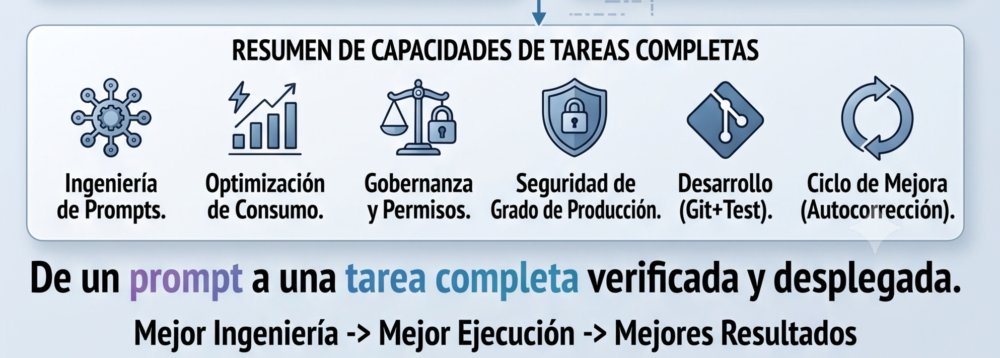 RESUMEN DE CAPACIDADES DE TAREAS COMPLETAS
Ingeniería
de Prompts.
Optimización
de Consumo.
Gobernanza
y Permisos.
Seguridad de
Grado de Producción.
Desarrollo
(Git+Test).
Ciclo de Mejora
(Autocorrección).
De un prompt a una tarea completa verificada y desplegada.
Mejor Ingeniería -> Mejor Ejecución -> Mejores Resultados